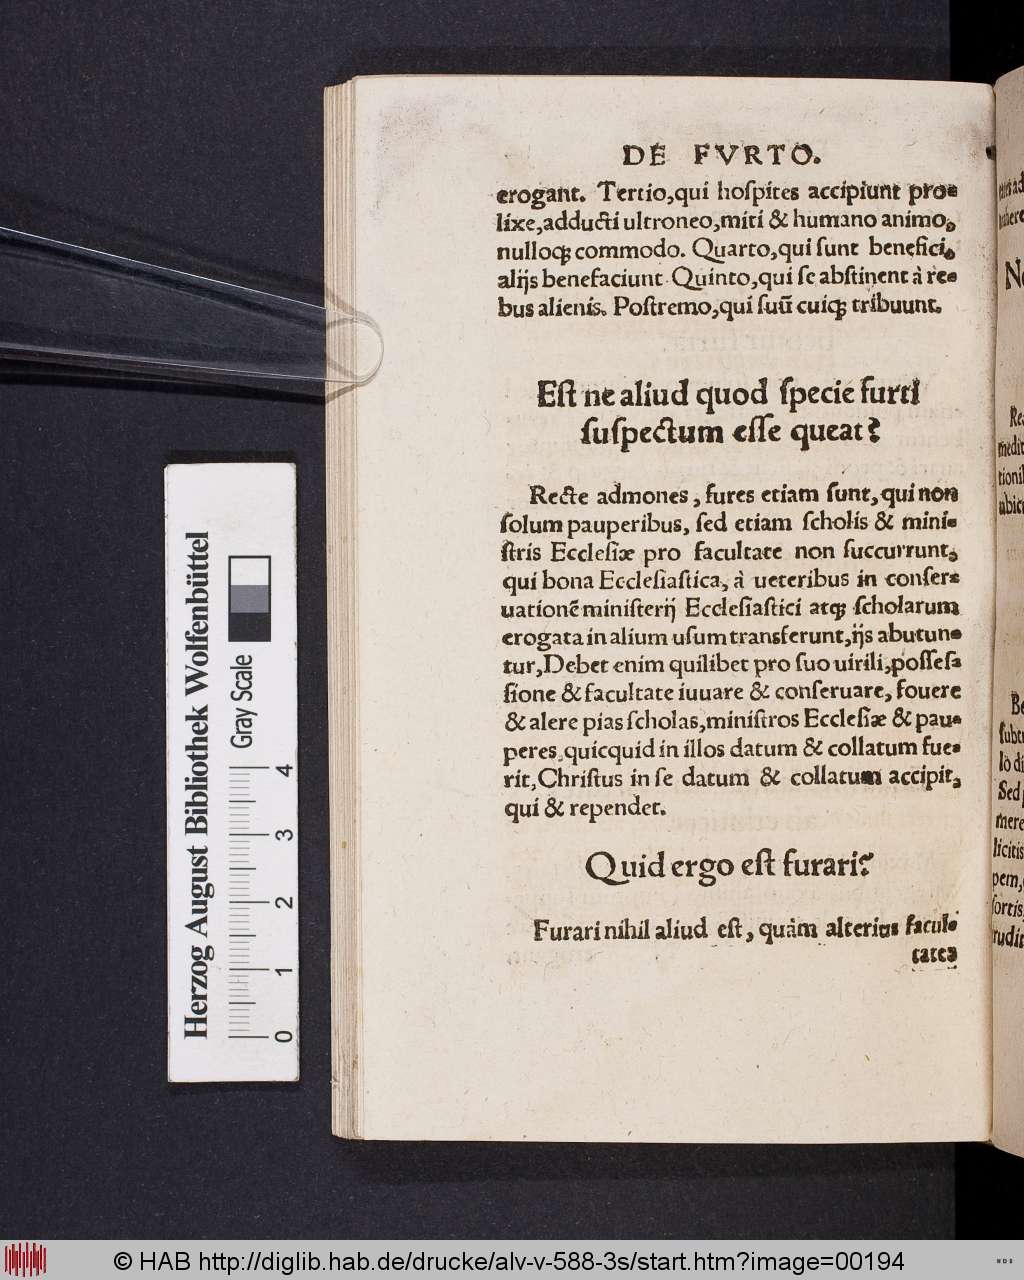 DE FVRTO.
erogant. Tertio,qui hoſpites accipiunt pro⸗
lixe,adducti ultroneo,miti & humano animo,
nulloqꝫ commodo. Quarto,qui ſunt benefici,
alijs benefaciunt. Quinto,qui ſe abſtinent à re⸗
bus alienis. Poſtremo,qui ſuũ cuiqꝫ tribuunt.
Eſt ne aliud quod ſpecie furti
ſuſpectum eſſe queat?
Recte admones, fures etiam ſunt, qui non
ſolum pauperibus, ſed etiam ſcholis & mini⸗
ſtris Eccleſiæ pro facultate non ſuccurrunt,
qui bona Eccleſiaſtica, à ueteribus in conſer⸗
uationẽ miniſterij Eccleſiaſtici atqꝫ ſcholarum
erogata in alium uſum transferunt,ijs abutun⸗
tur,Debet enim quilibet pro ſuo uirili,poſſeſ⸗
ſione & facultate iuuare & conſeruare, fouere
& alere pias ſcholas,miniſtros Eccleſiæ & pau⸗
peres,quicquid in illos datum & collatum fue⸗
rit,Chriſtus in ſe datum & collatum accipit,
qui & rependet.
Quid ergo eſt furari?
Furari nihil aliud eſt, quàm alterius facul⸗
tates
Herzog August Bibliothek Wolfenbüttel
Gray Scale
0 1 2 3 4
© HAB http://diglib.hab.de/drucke/alv-v-588-3s/start.htm?image=00194